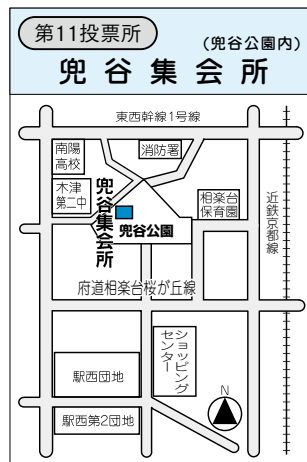 第11投票所
(兜谷公園内)
兜谷集会所
東西幹線1号線
南陽
高校
消防署
木津
第二中
兜谷集会所
相楽台
保育園
近鉄京都線
兜谷公園
府道相楽台桜が丘線
ショッピング
センター
駅西団地
N
駅西第2団地